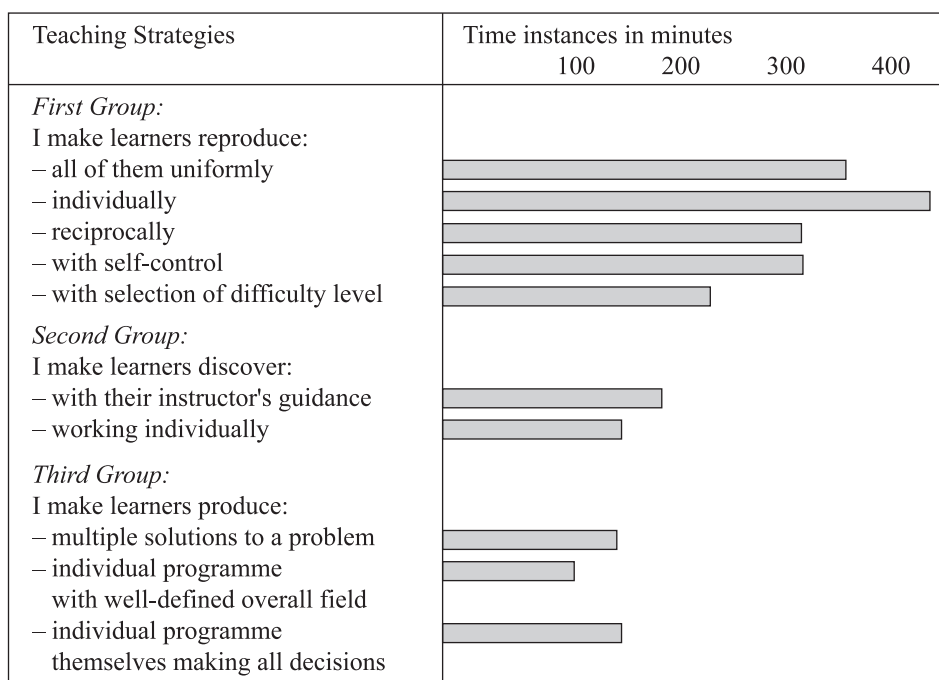 Teaching Strategies
Time instances in minutes
100 200 300 400
First Group:
I make learners reproduce:
– all of them uniformly
– individually
– reciprocally
– with self-control
– with selection of difficulty level
Second Group:
I make learners discover:
– with their instructor's guidance
– working individually
Third Group:
I make learners produce:
– multiple solutions to a problem
– individual programme
with well-defined overall field
– individual programme
themselves making all decisions